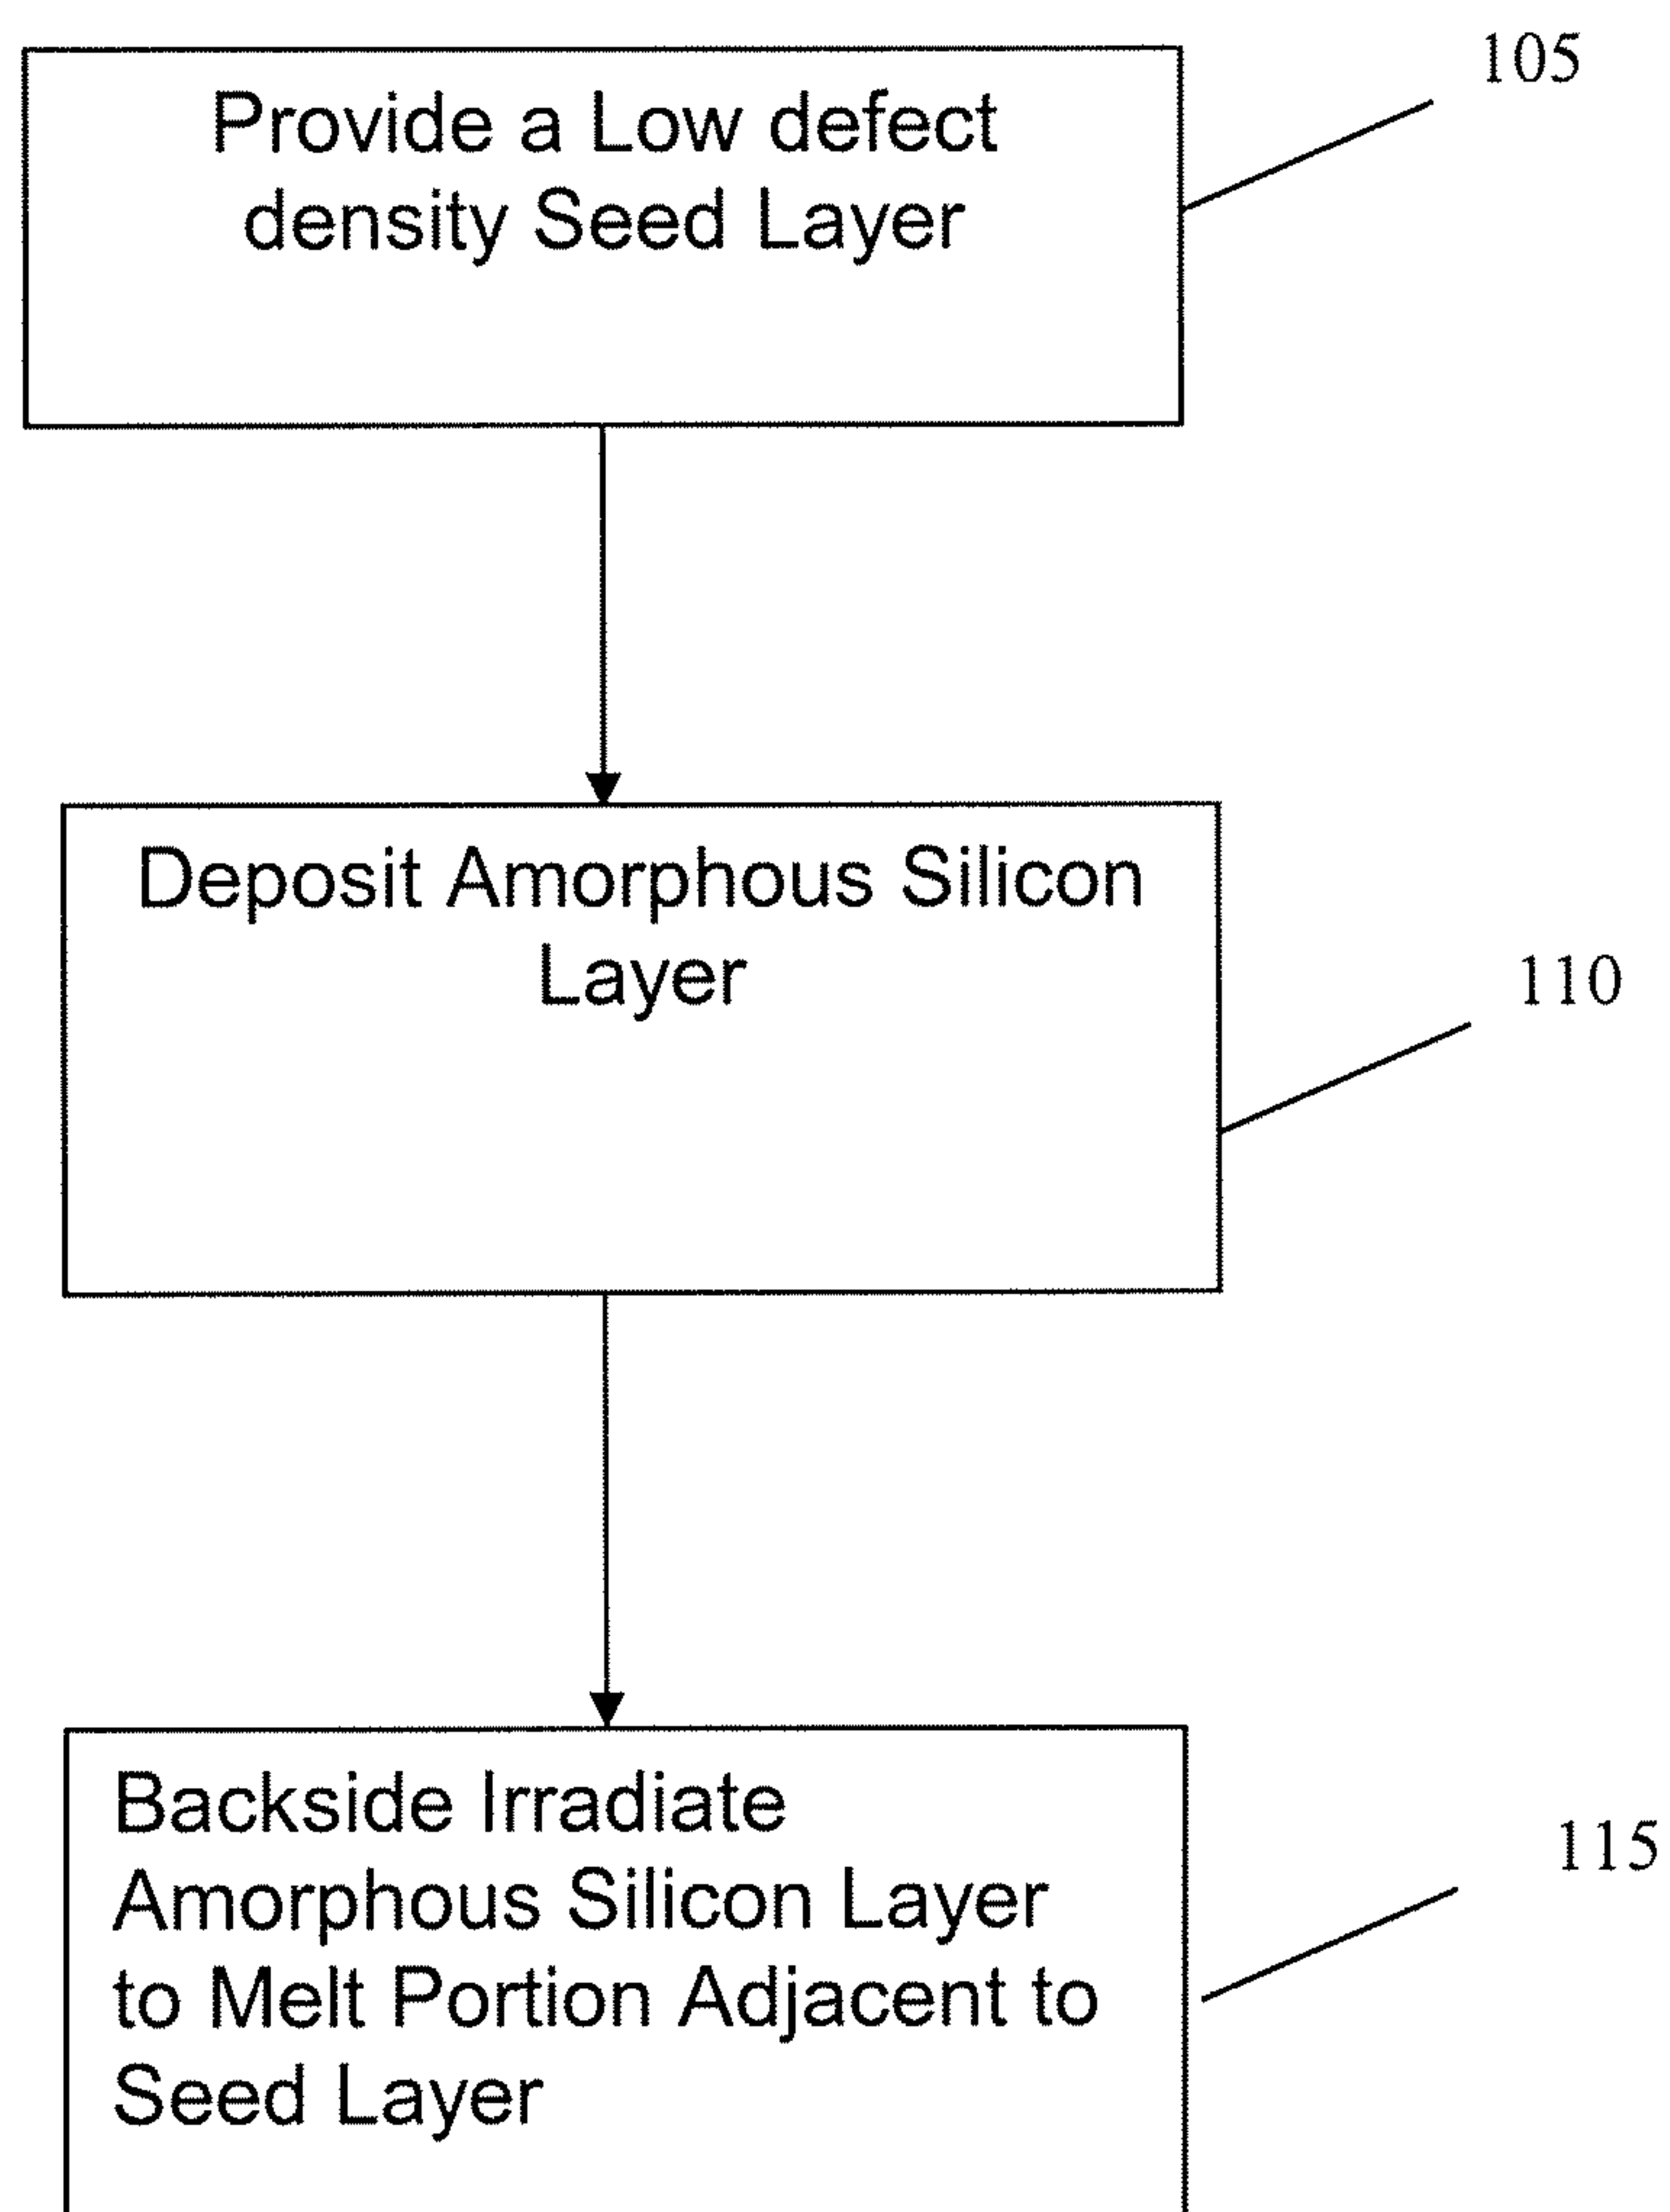 105
Provide a Low defect
density Seed Layer
Deposit Amorphous Silicon
Layer
110
Backside Irradiate
Amorphous Silicon Layer
to Melt Portion Adjacent to
Seed Layer
115